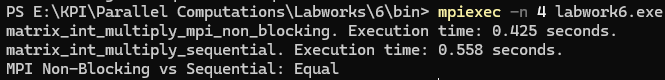 PS E:\KPI\Parallel Computations\Labworks\6\bin> mpiexec -n 4 labwork6.exe
matrix_int_multiply_mpi_non_blocking. Execution time: 0.425 seconds.
matrix_int_multiply_sequential. Execution time: 0.558 seconds.
MPI Non-Blocking vs Sequential: Equal